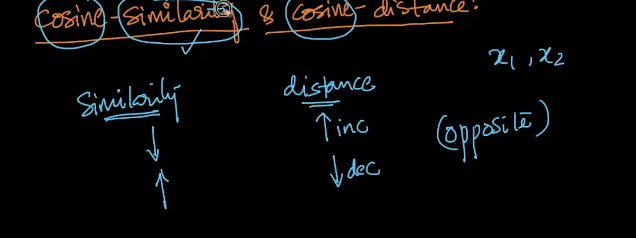 Cosine-Similarity & cosine-distance:
x1, x2
Similarity distance
↓ ↑ inc (opposite)
↑ ↓ dec